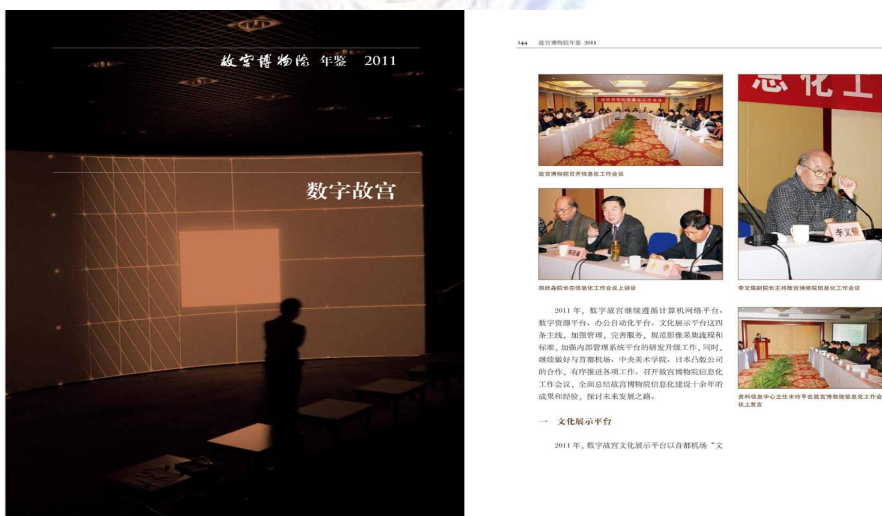 故宫博物院 年鉴 2011
数字故宫
144 故宫博物院年鉴 2011
故宫博物院召开信息化工作会议
郑欣淼院长在信息化工作会议上讲话
2011 年，数字故宫继续遵循计算机网络平台、
数字资源平台、办公自动化平台、文化展示平台这四
条主线，加强管理，完善服务，规范影像采集流程和
标准，加强内部管理系统平台的研发升级工作，同时，
继续做好与首都机场、中央美术学院、日本凸版公司
的合作，有序推进各项工作。召开故宫博物院信息化
工作会议，全面总结故宫博物院信息化建设十余年的
成果和经验，探讨未来发展之路。
一 文化展示平台
2011 年，数字故宫文化展示平台以首都机场“文
息化工
李文儒
李文儒副院长主持故宫博物院信息化工作会议
资料信息中心主任宋玲平在故宫博物院信息化工作会
议上发言